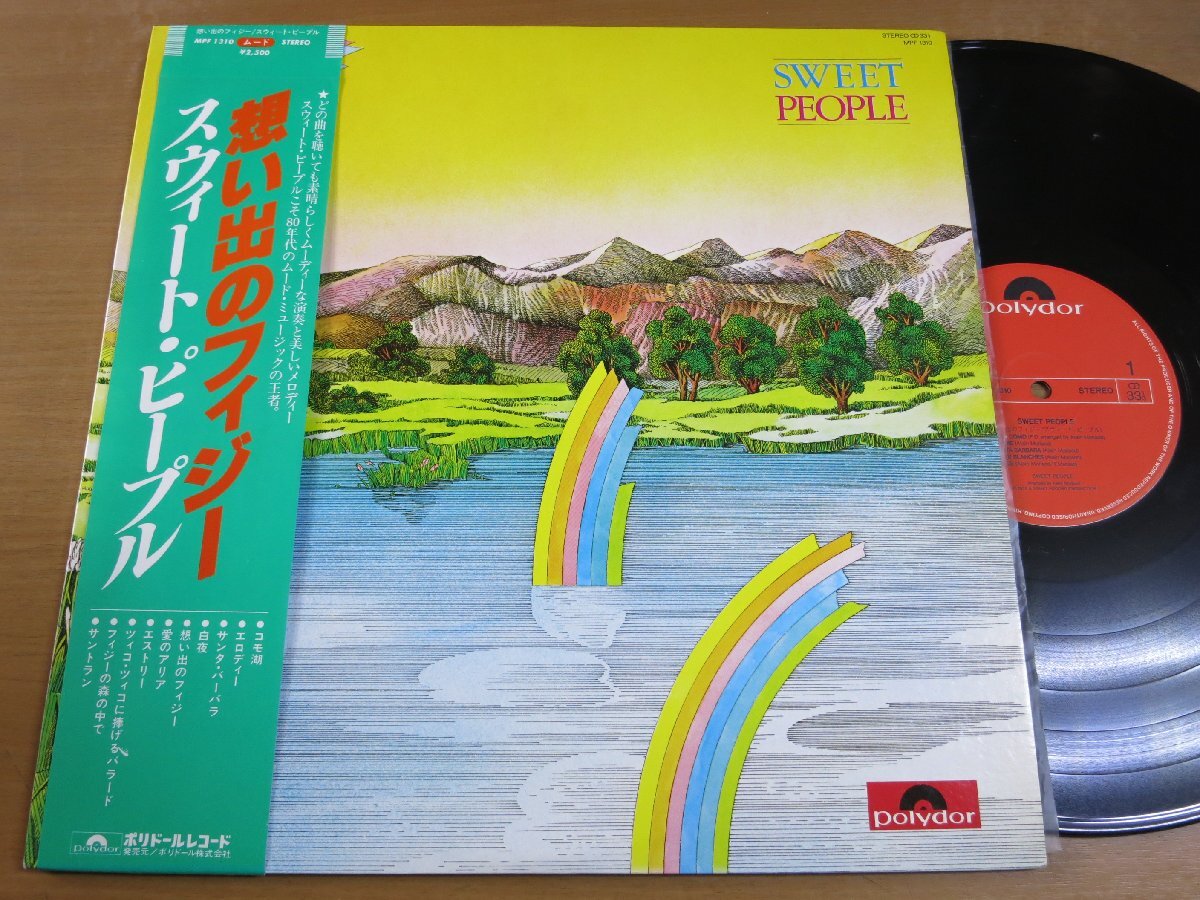 想い出のフィジー/スウィート・ピープル
MPF 1310 ムード STEREO
¥2,500
想い出のフィジー
スウィート・ピープル
★どの曲を聴いても素晴らしくムーディーな演奏と美しいメロディー
スウィート・ピープルこそ80年代のムード・ミュージックの王者。
●コモ湖
●エロディー
●サンタ・バーバラ
●白夜
●想い出のフィジー
●愛のアリア
●エストリー
●ツィコ・ツィコに捧げるバラード
●フィジーの森の中で
●サントラン
polydor
ポリドールレコード
発売元/ポリドール株式会社
STEREO
MPF 1310
SWEET
PEOPLE
polydor
polydor
1
STEREO
33⅓
SWEET PEOPLE
SWEET PEOPLE